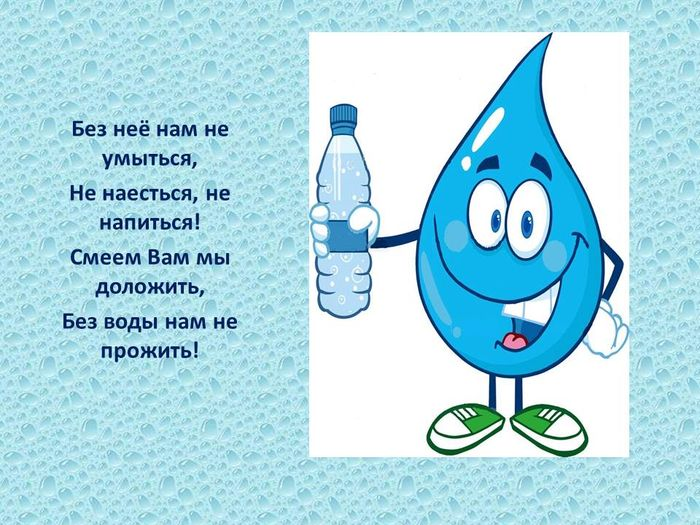 Без неё нам не
умыться,
Не наесться, не
напиться!
Смеем Вам мы
доложить,
Без воды нам не
прожить!